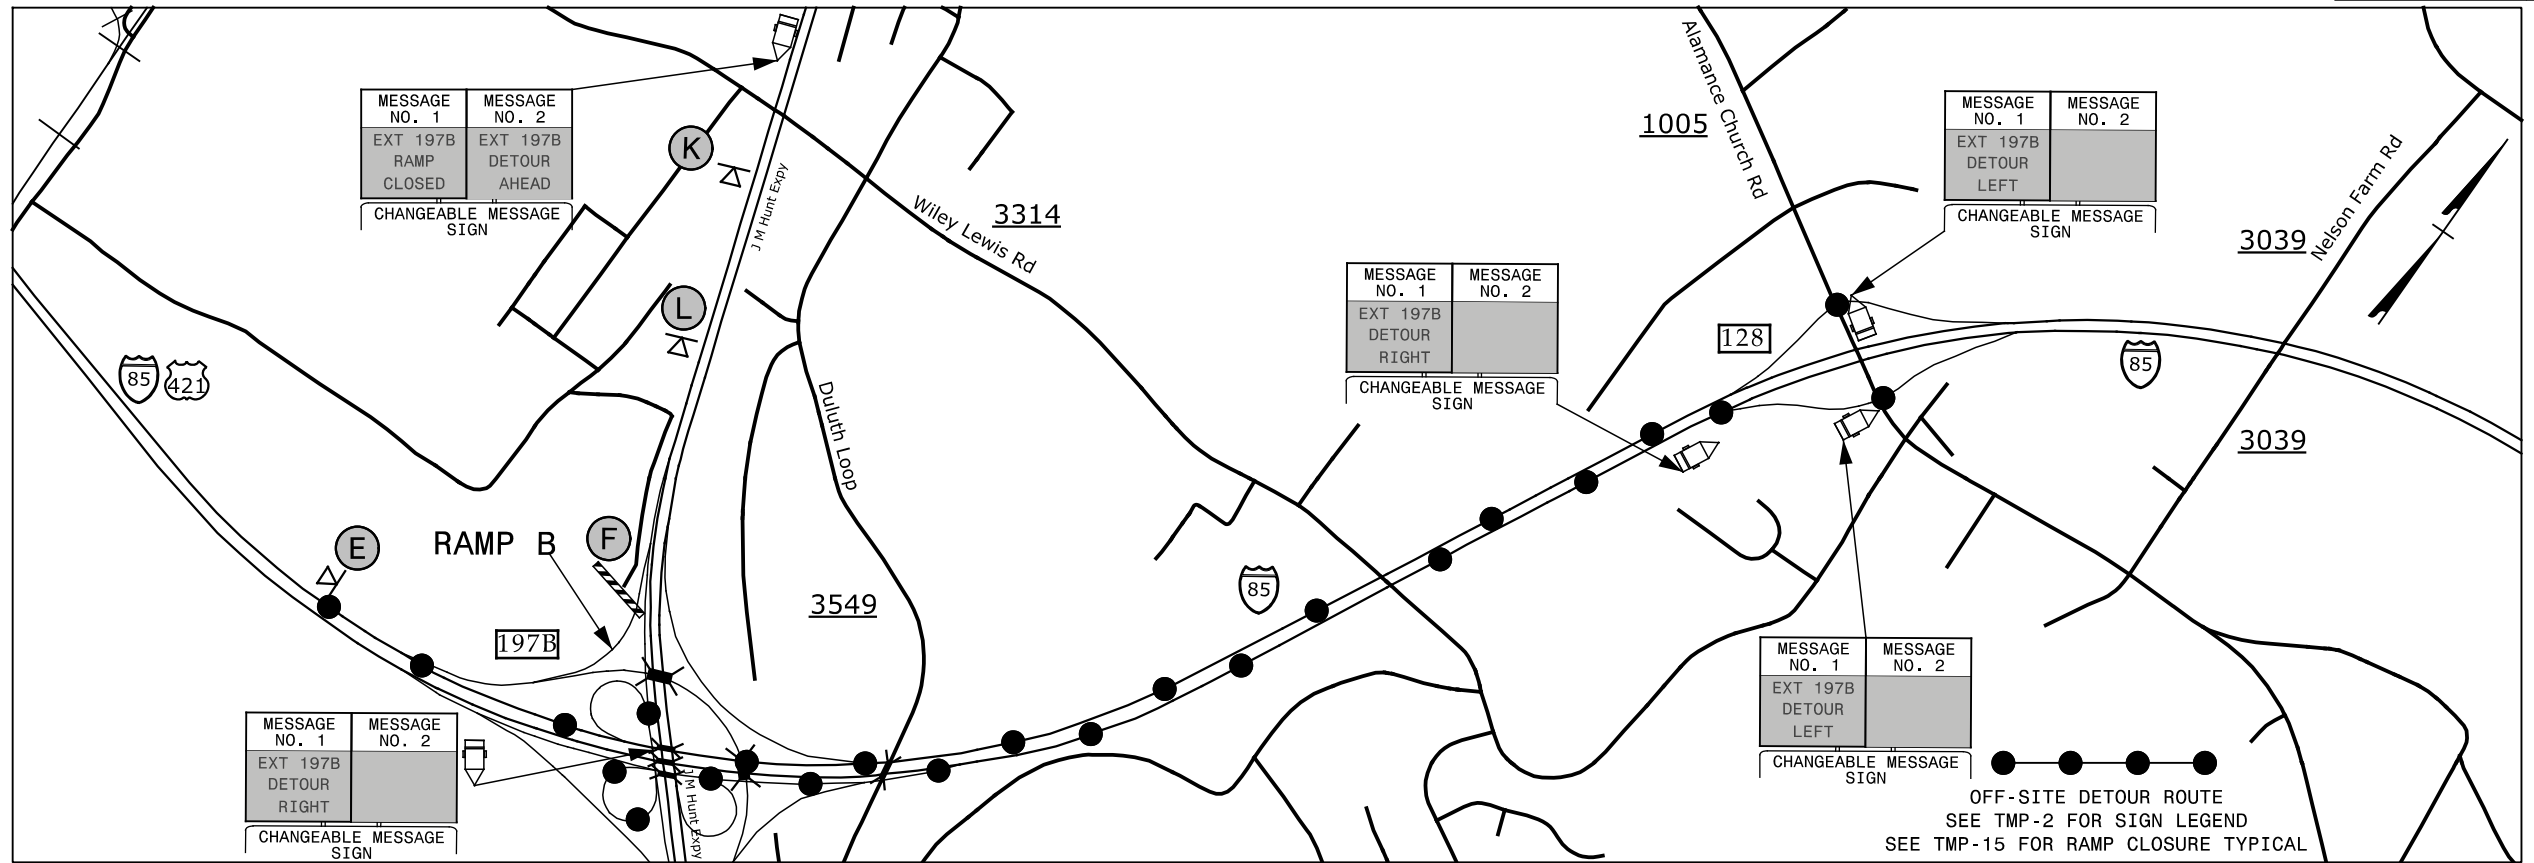 MESSAGE NO. 1
MESSAGE NO. 2
EXT 197B
RAMP
CLOSED
EXT 197B
DETOUR
AHEAD
CHANGEABLE MESSAGE
SIGN
K
J M Hunt Expy
L
Wiley Lewis Rd
3314
Alamance Church Rd
1005
MESSAGE NO. 1
MESSAGE NO. 2
EXT 197B
DETOUR
LEFT
CHANGEABLE MESSAGE
SIGN
3039
Nelson Farm Rd
MESSAGE NO. 1
MESSAGE NO. 2
EXT 197B
DETOUR
RIGHT
CHANGEABLE MESSAGE
SIGN
128
85
85
421
Duluth Loop
3039
E
RAMP B
F
85
3549
197B
MESSAGE NO. 1
MESSAGE NO. 2
EXT 197B
DETOUR
RIGHT
CHANGEABLE MESSAGE
SIGN
J M Hunt Expy
MESSAGE NO. 1
MESSAGE NO. 2
EXT 197B
DETOUR
LEFT
CHANGEABLE MESSAGE
SIGN
OFF-SITE DETOUR ROUTE
SEE TMP-2 FOR SIGN LEGEND
SEE TMP-15 FOR RAMP CLOSURE TYPICAL